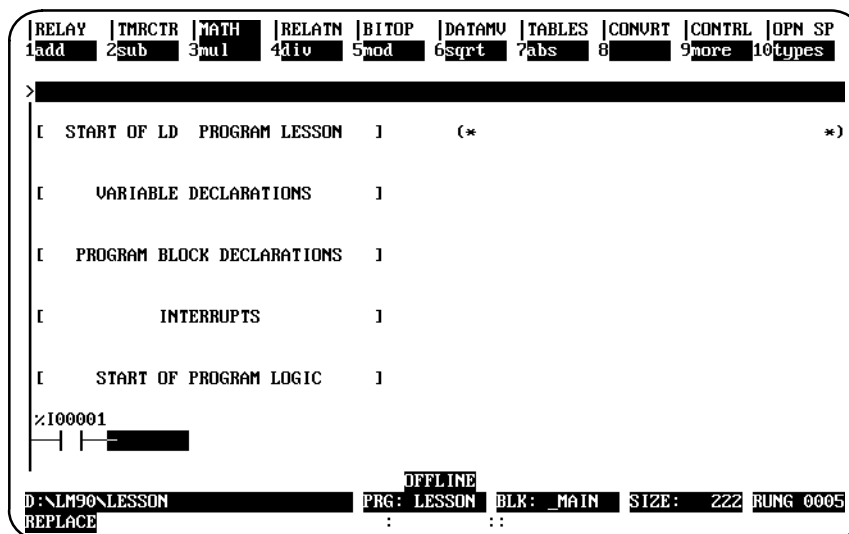 |RELAY |TMRCTR |MATH |RELATN |BITOP |DATAMV |TABLES |CONVRT |CONTRL |OPN SP
1add 2sub 3mul 4div 5mod 6sqrt 7abs 8 9more 10types
>
[ START OF LD PROGRAM LESSON ] (* *)
[ VARIABLE DECLARATIONS ]
[ PROGRAM BLOCK DECLARATIONS ]
[ INTERRUPTS ]
[ START OF PROGRAM LOGIC ]
%I00001
OFFLINE
D:\LM90\LESSON PRG: LESSON BLK: _MAIN SIZE: 222 RUNG 0005
REPLACE : ::